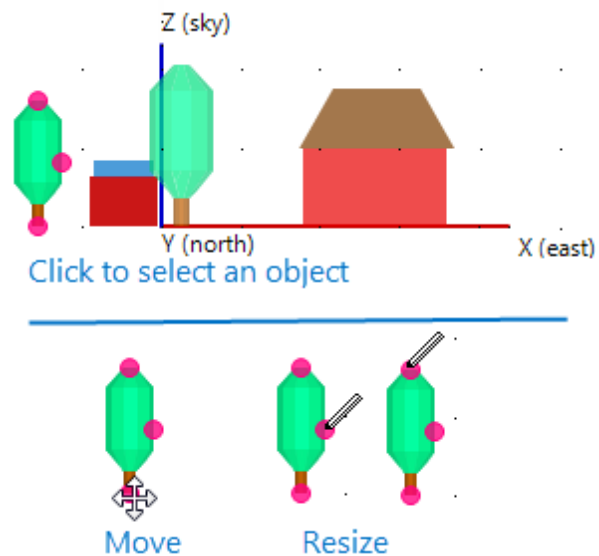 Z (sky)
Y (north)
X (east)
Click to select an object
Move
Resize